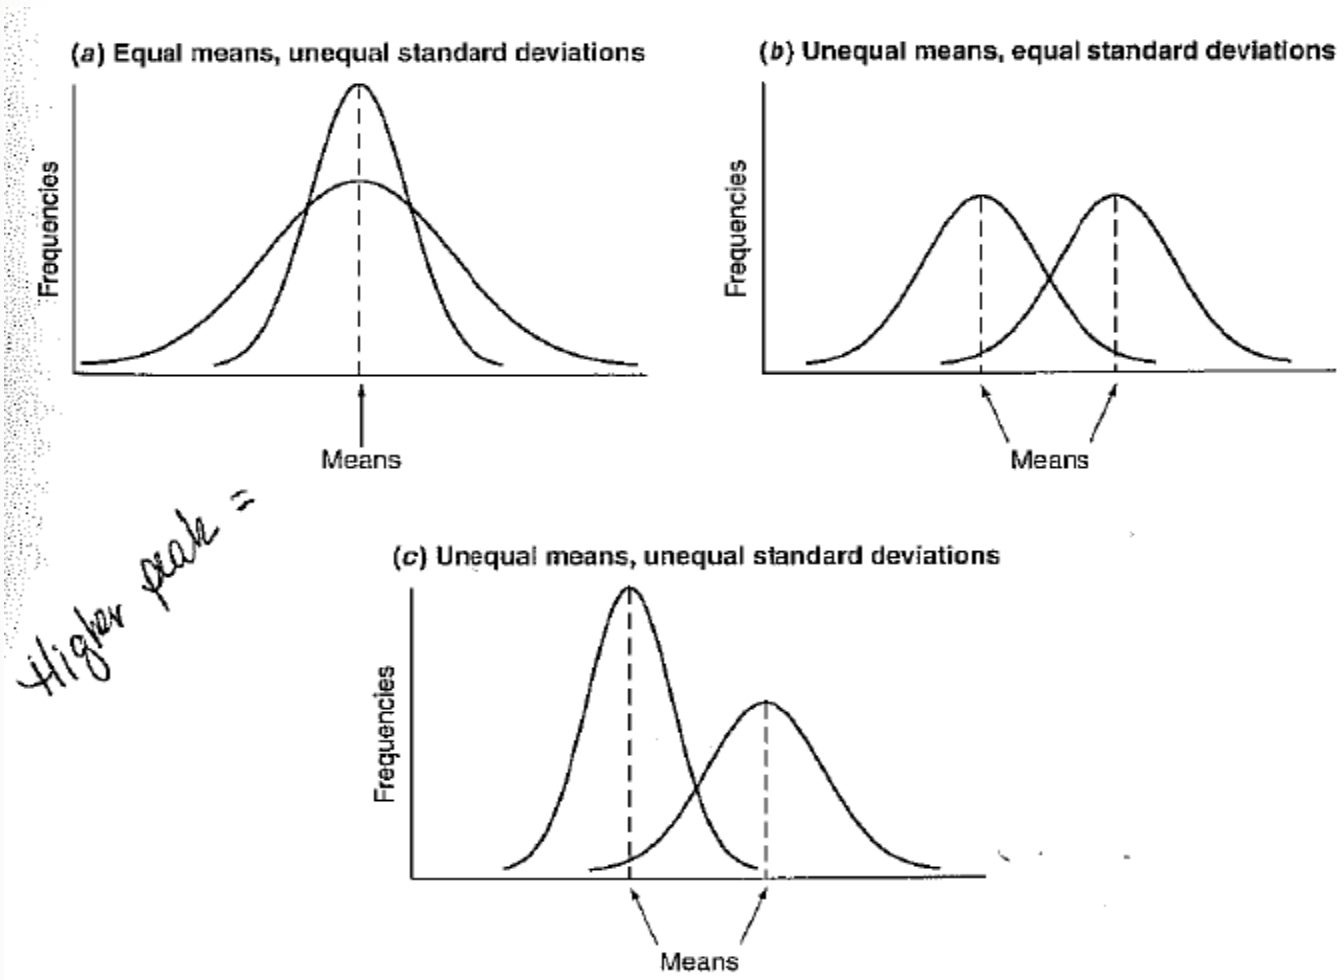 (a) Equal means, unequal standard deviations
Frequencies
Means
(b) Unequal means, equal standard deviations
Frequencies
Means
Higher peak =
(c) Unequal means, unequal standard deviations
Frequencies
Means